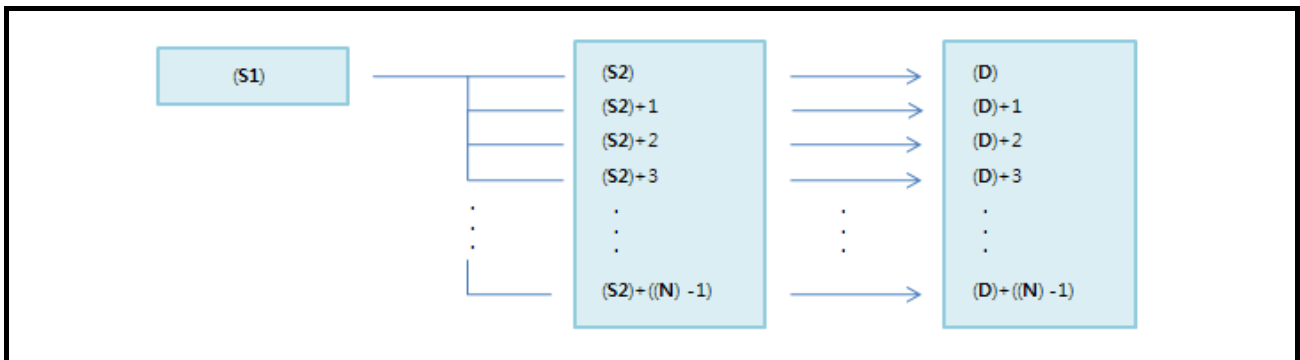 (S1) (S2) (D)
(S2)+1 (D)+1
(S2)+2 (D)+2
(S2)+3 (D)+3
(S2)+((N) -1) (D)+((N) -1)